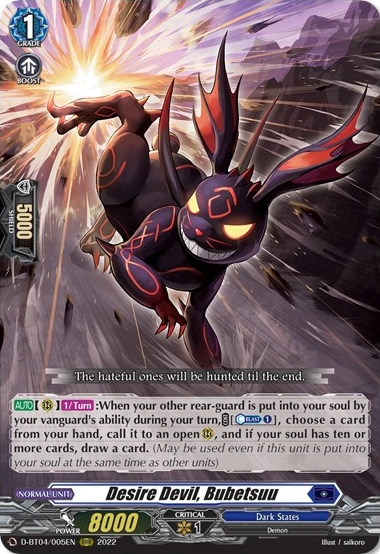 1
GRADE
BOOST
5000
SHIELD
The hateful ones will be hunted til the end.
AUTO【 】1/Turn:When your other rear-guard is put into your soul by
your vanguard's ability during your turn, [ BLAST 1 ], choose a card
from your hand, call it to an open , and if your soul has ten or
more cards, draw a card. (May be used even if this unit is put into
your soul at the same time as other units)
NORMAL UNIT
Desire Devil, Bubetsuu
POWER 8000
CRITICAL
1
Dark States
Demon
D-BT04/005EN RRR 2022
Illust / saikoro